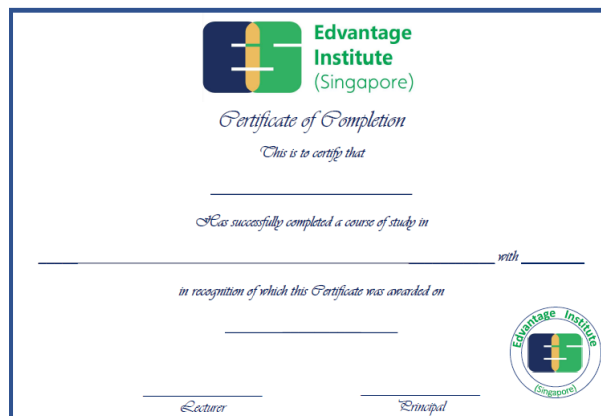 Edvantage
Institute
(Singapore)
Certificate of Completion
This is to certify that
Has successfully completed a course of study in
with
in recognition of which this Certificate was awarded on
Edvantage Institute
(Singapore)
Lecturer
Principal